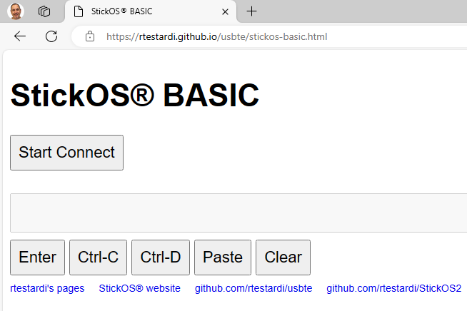 StickOS® BASIC
https://rtestardi.github.io/usbte/stickos-basic.html
StickOS® BASIC
Start Connect
Enter Ctrl-C Ctrl-D Paste Clear
rtestardi's pages StickOS® website github.com/rtestardi/usbte github.com/rtestardi/StickOS2